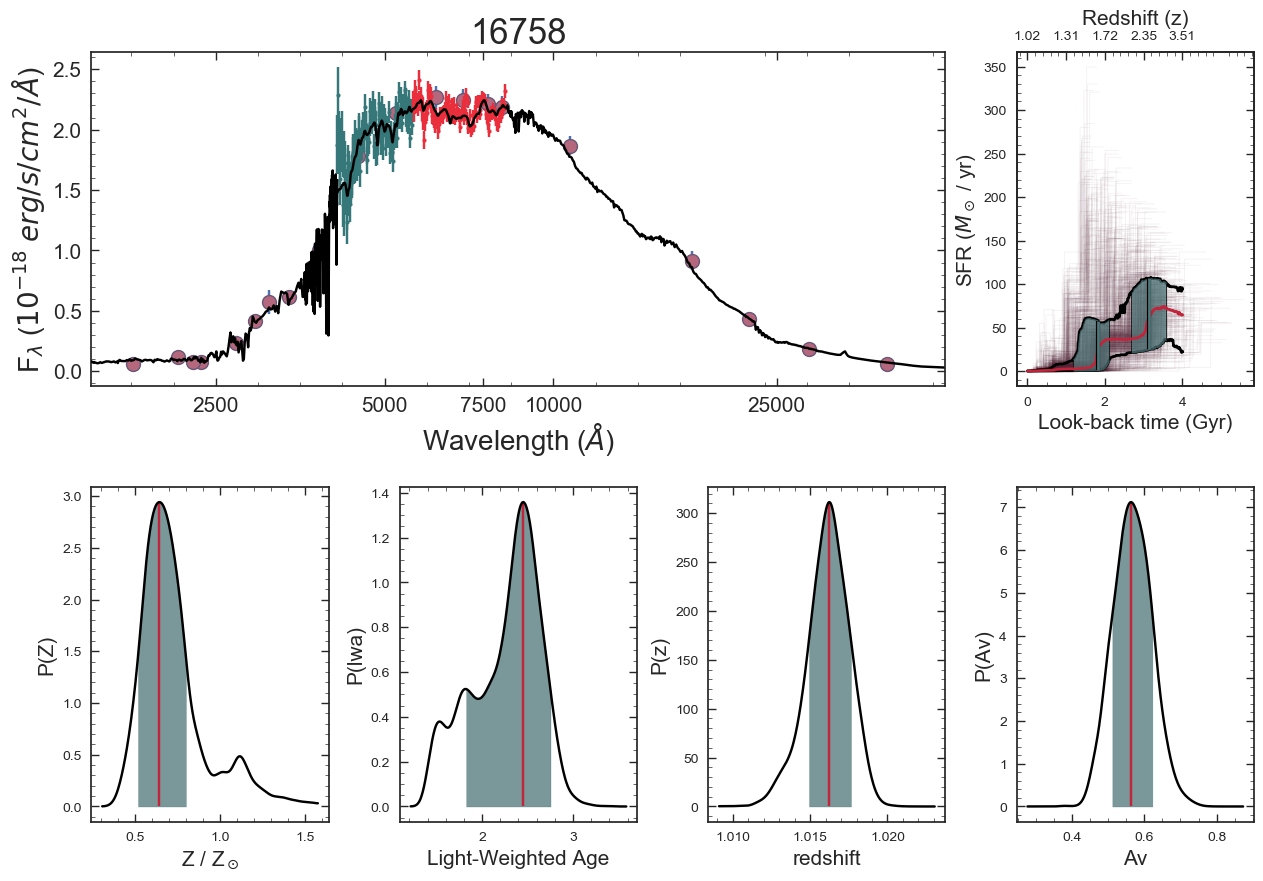 16758
Redshift (z)
1.02 1.31 1.72 2.35 3.51
F_λ (10^{-18} erg/s/cm^2/Å)
2.5
2.0
1.5
1.0
0.5
0.0
2500 5000 7500 10000 25000
Wavelength (Å)
SFR (M_⊙ / yr)
350
300
250
200
150
100
50
0
0 2 4
Look-back time (Gyr)
P(Z)
3.0
2.5
2.0
1.5
1.0
0.5
0.0
0.5 1.0 1.5
Z / Z_⊙
P(lwa)
1.4
1.2
1.0
0.8
0.6
0.4
0.2
0.0
2 3
Light-Weighted Age
P(z)
300
250
200
150
100
50
0
1.010 1.015 1.020
redshift
P(Av)
7
6
5
4
3
2
1
0
0.4 0.6 0.8
Av